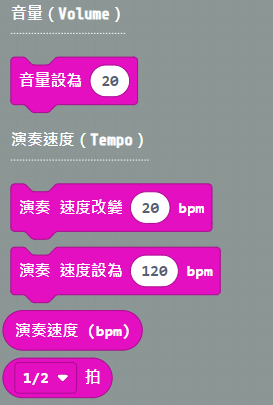 音量（Volume）
音量設為 20
演奏速度（Tempo）
演奏 速度改變 20 bpm
演奏 速度設為 120 bpm
演奏速度 (bpm)
1/2 拍